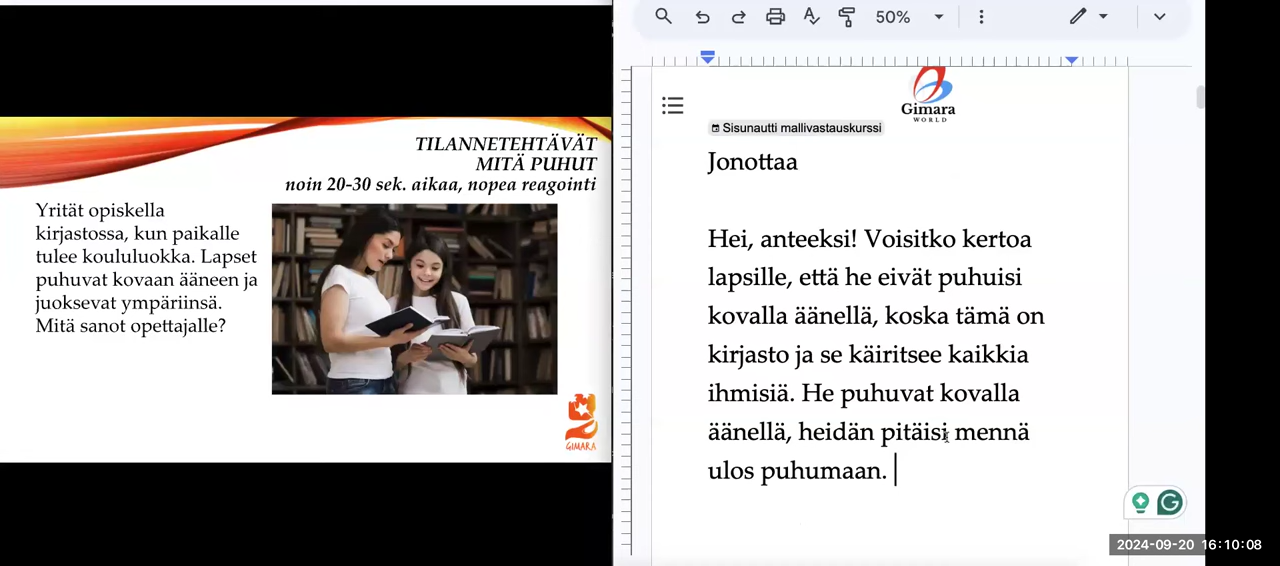 TILANNETEHTÄVÄT
MITÄ PUHUT
noin 20-30 sek. aikaa, nopea reagointi
Yrität opiskella
kirjastossa, kun paikalle
tulee koululuokka. Lapset
puhuvat kovaan ääneen ja
juoksevat ympäriinsä.
Mitä sanot opettajalle?
GIMARA
50%
Gimara
WORLD
Sisunautti mallivastauskurssi
Jonottaa
Hei, anteeksi! Voisitko kertoa
lapsille, että he eivät puhuisi
kovalla äänellä, koska tämä on
kirjasto ja se käiritsee kaikkia
ihmisiä. He puhuvat kovalla
äänellä, heidän pitäisi mennä
ulos puhumaan.
2024-09-20 16:10:08